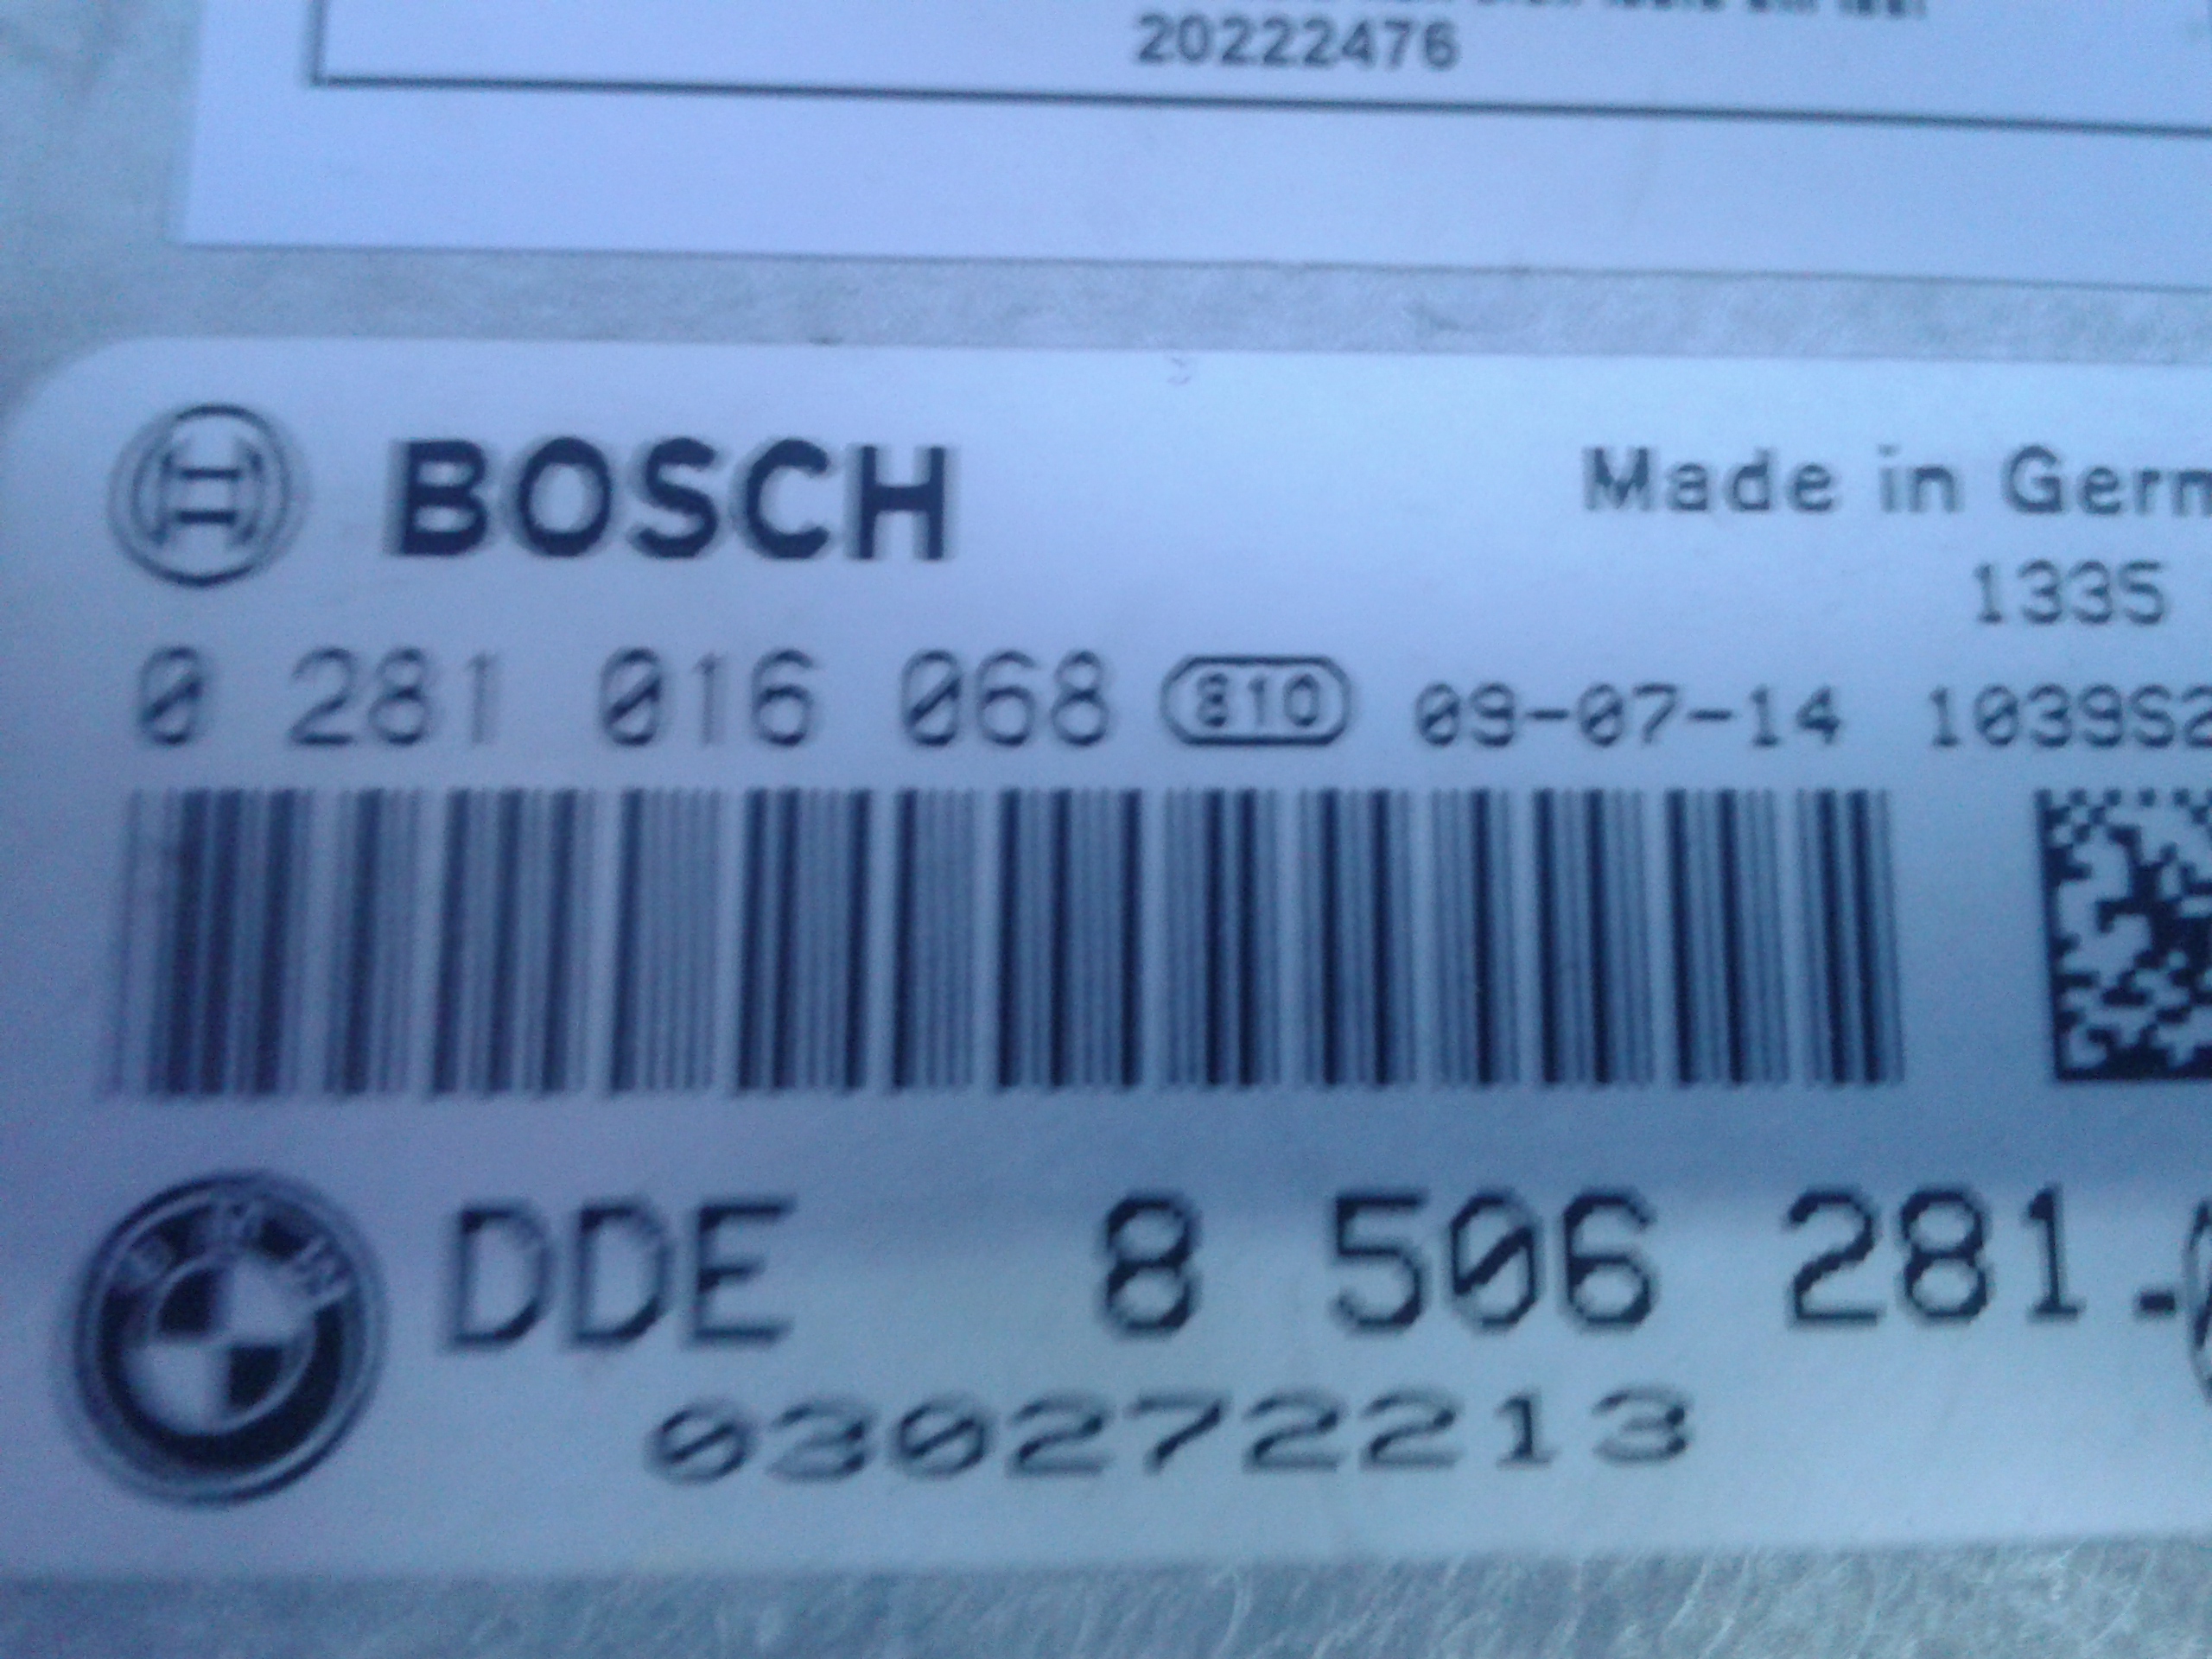 20222476
BOSCH
Made in Germ
1335
0 281 016 068 810 09-07-14 1039S2
BMW
DDE 8 506 281.
030272213